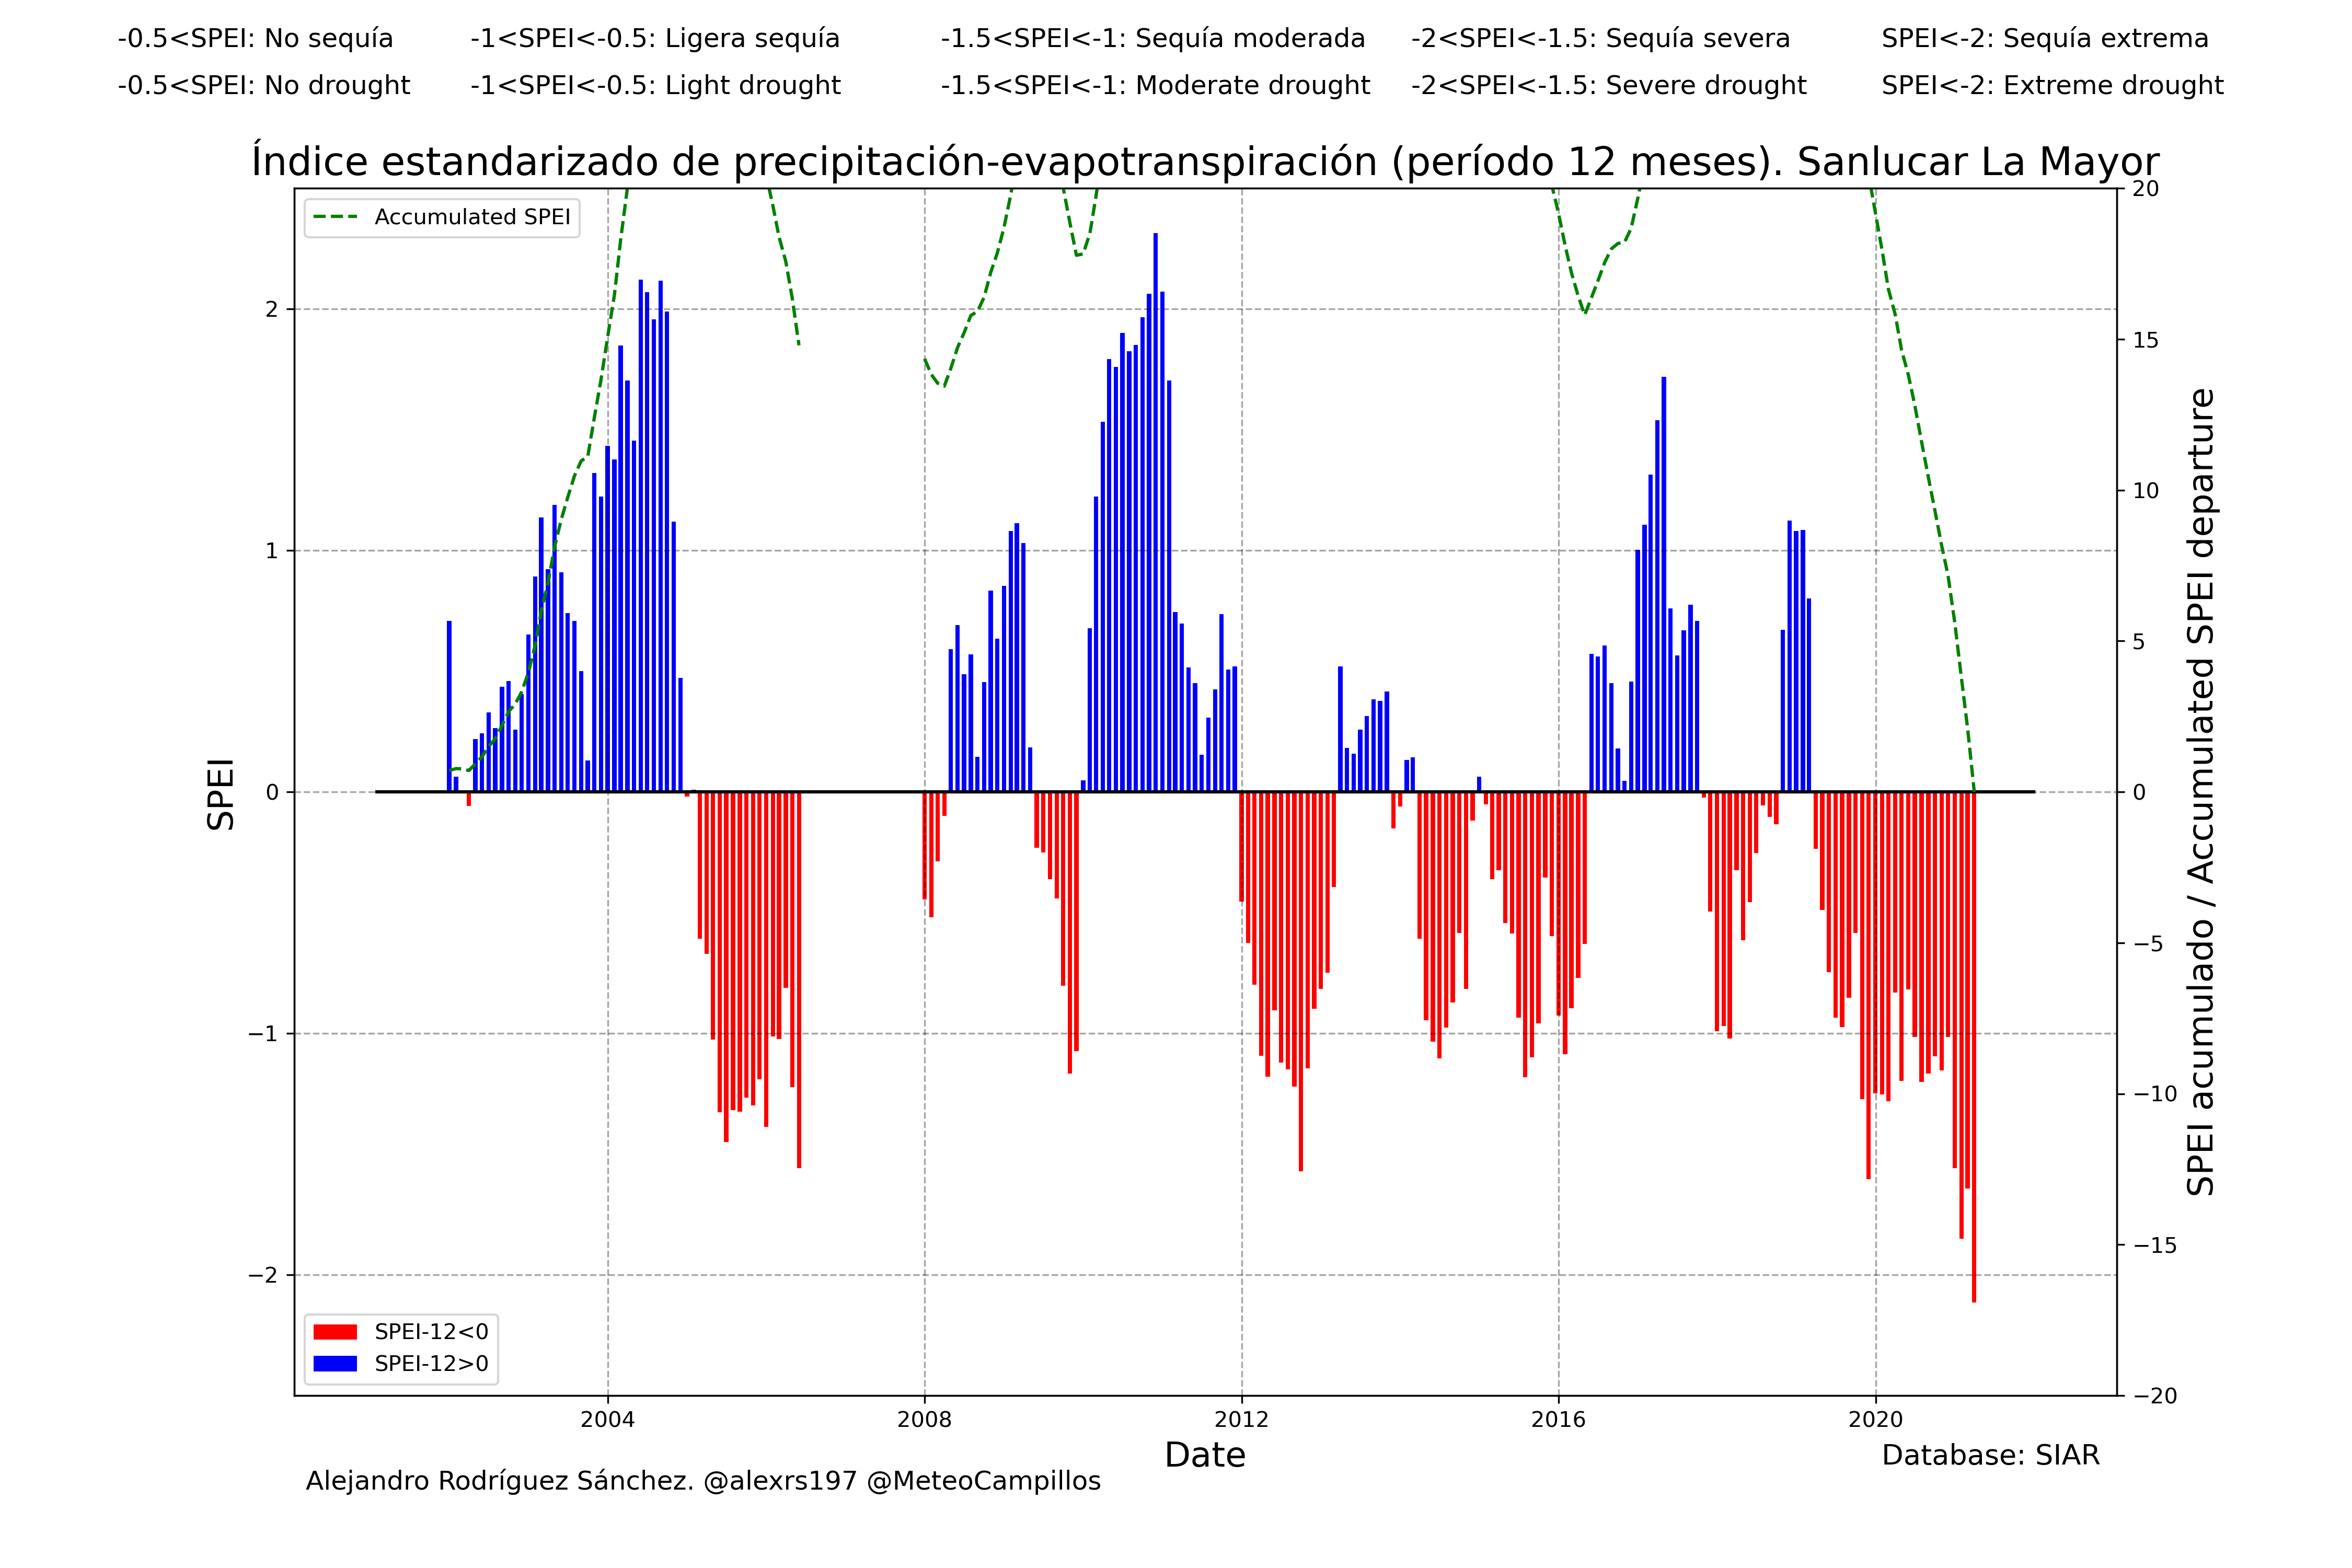 -0.5<SPEI: No sequía -1<SPEI<-0.5: Ligera sequía -1.5<SPEI<-1: Sequía moderada -2<SPEI<-1.5: Sequía severa SPEI<-2: Sequía extrema
-0.5<SPEI: No drought -1<SPEI<-0.5: Light drought -1.5<SPEI<-1: Moderate drought -2<SPEI<-1.5: Severe drought SPEI<-2: Extreme drought
Índice estandarizado de precipitación-evapotranspiración (período 12 meses). Sanlucar La Mayor
Accumulated SPEI
SPEI
2
1
0
−1
−2
20
15
10
5
0
−5
−10
−15
−20
SPEI acumulado / Accumulated SPEI departure
SPEI-12<0
SPEI-12>0
2004 2008 2012 2016 2020
Date
Database: SIAR
Alejandro Rodríguez Sánchez. @alexrs197 @MeteoCampillos